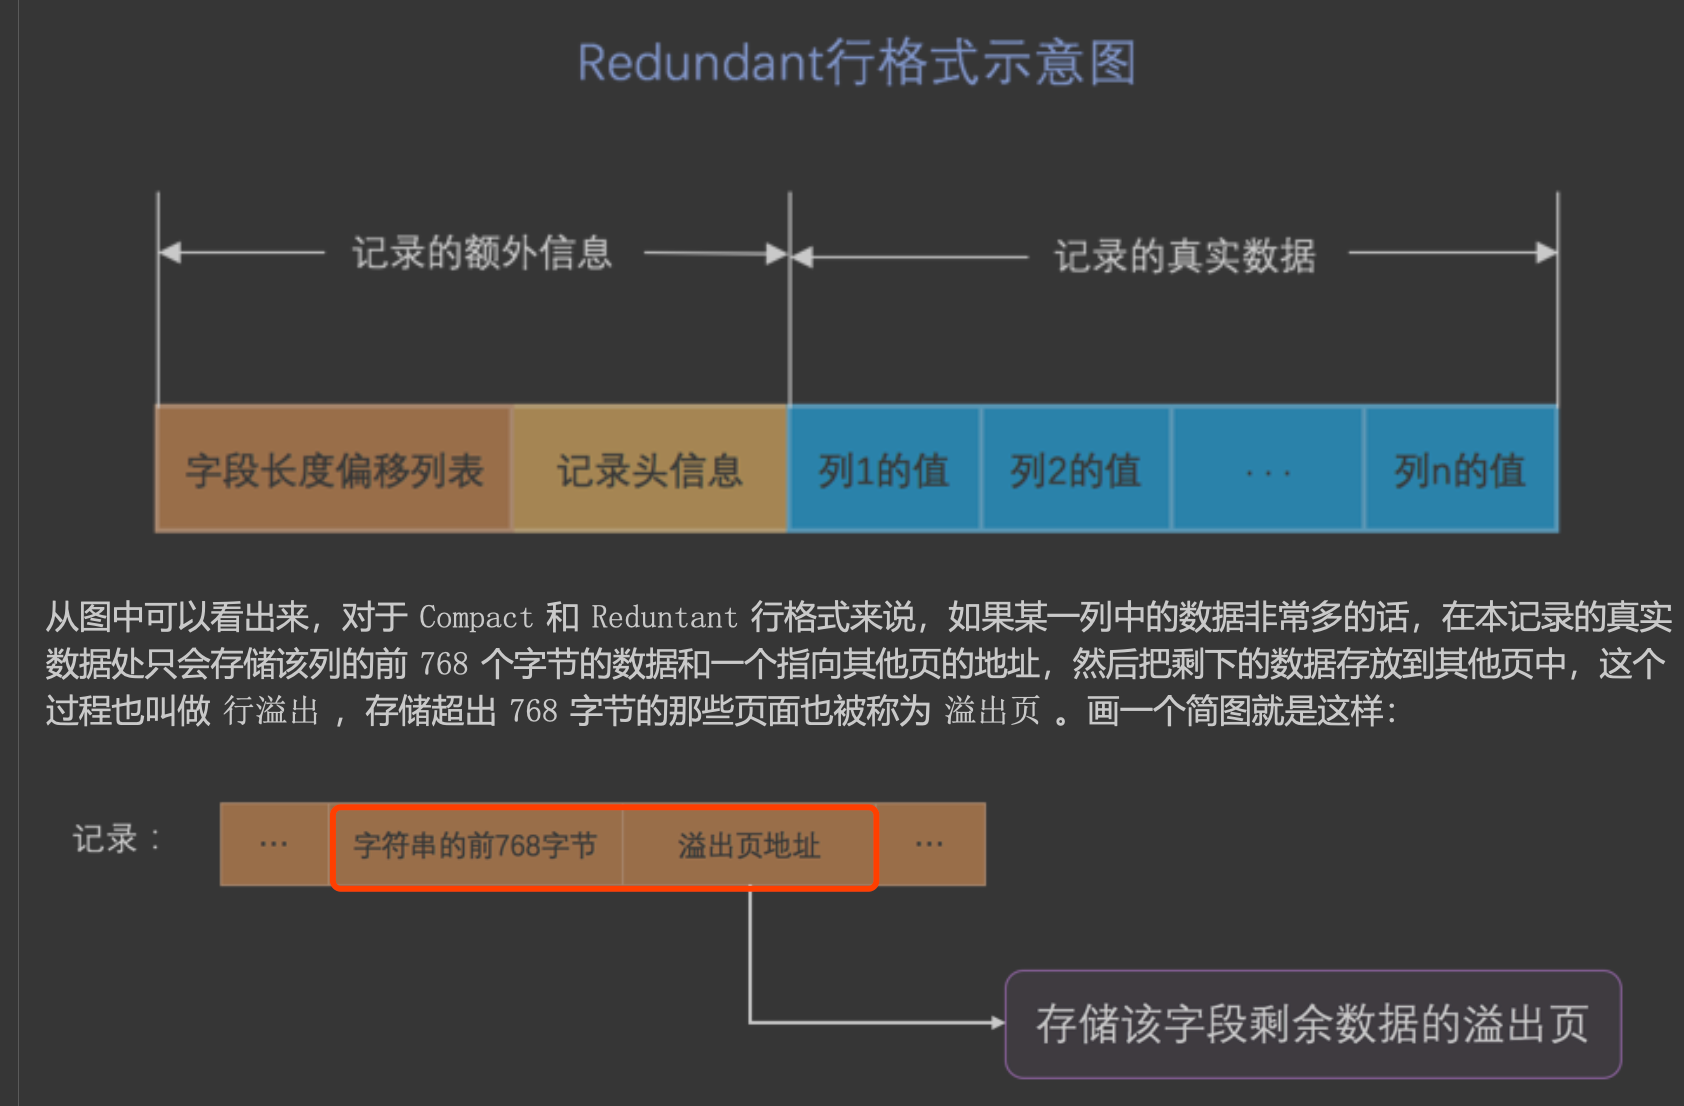 Redundant行格式示意图
记录的额外信息 记录的真实数据
字段长度偏移列表 记录头信息 列1的值 列2的值 ··· 列n的值
从图中可以看出来，对于 Compact 和 Reduntant 行格式来说，如果某一列中的数据非常多的话，在本记录的真实
数据处只会存储该列的前 768 个字节的数据和一个指向其他页的地址，然后把剩下的数据存放到其他页中，这个
过程也叫做 行溢出 ，存储超出 768 字节的那些页面也被称为 溢出页 。画一个简图就是这样：
记录： ··· 字符串的前768字节 溢出页地址 ···
存储该字段剩余数据的溢出页